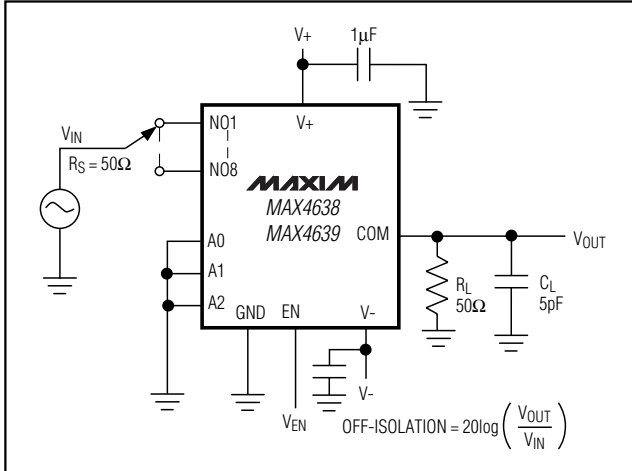 V+
1µF
V+
NO1
VIN
RS = 50Ω
NO8
MAXIM
MAX4638
MAX4639
COM
VOUT
A0
A1
A2
GND
EN
V-
RL
50Ω
CL
5pF
V-
VEN
OFF-ISOLATION = 20log (VOUT / VIN)